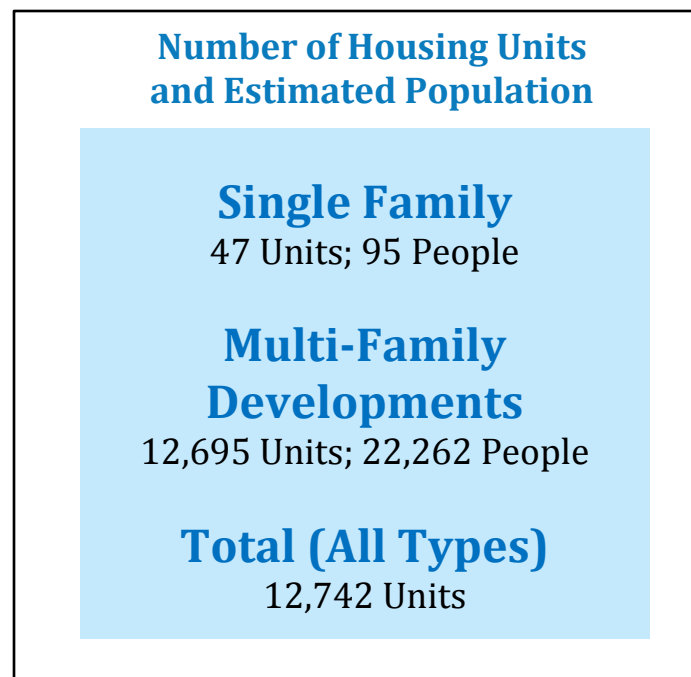 Number of Housing Units
and Estimated Population
Single Family
47 Units; 95 People
Multi-Family
Developments
12,695 Units; 22,262 People
Total (All Types)
12,742 Units